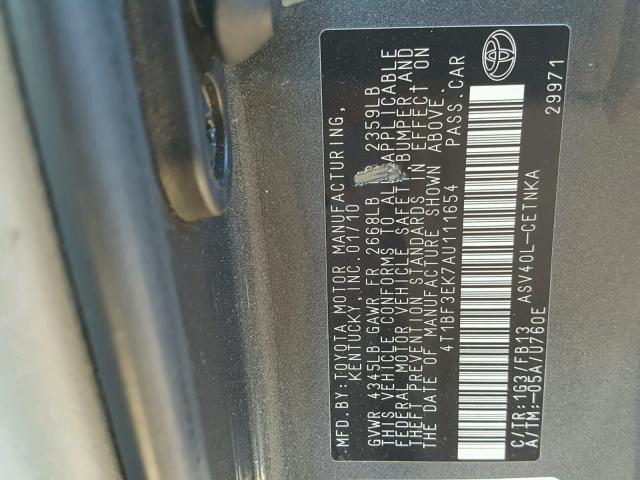 MFD.BY: TOYOTA MOTOR MANUFACTURING,
KENTUCKY, INC. 01/10
GVWR 4345LB GAWR FR 2668LB 2359LB
THIS VEHICLE CONFORMS TO ALL APPLICABLE
FEDERAL MOTOR VEHICLE SAFETY, BUMPER, AND
THEFT PREVENTION STANDARDS IN EFFECT ON
THE DATE OF MANUFACTURE SHOWN ABOVE.
4T1BF3EK7AU111654 PASS. CAR
C/TR: 1G3/FB13 ASV40L-CETNKA
A/TM:-05A/U760E 29971